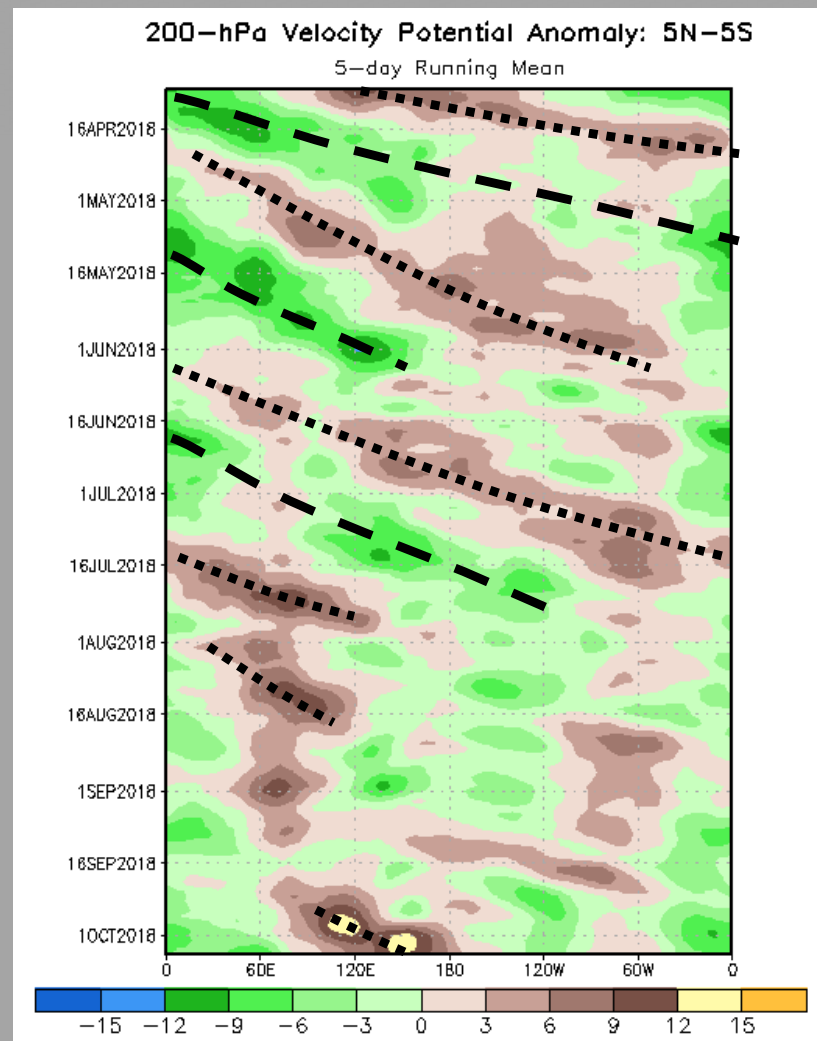 200-hPa Velocity Potential Anomaly: 5N-5S
5-day Running Mean
16APR2018
1MAY2018
16MAY2018
1JUN2018
16JUN2018
1JUL2018
16JUL2018
1AUG2018
16AUG2018
1SEP2018
16SEP2018
1OCT2018
0 60E 120E 180 120W 60W 0
-15 -12 -9 -6 -3 0 3 6 9 12 15